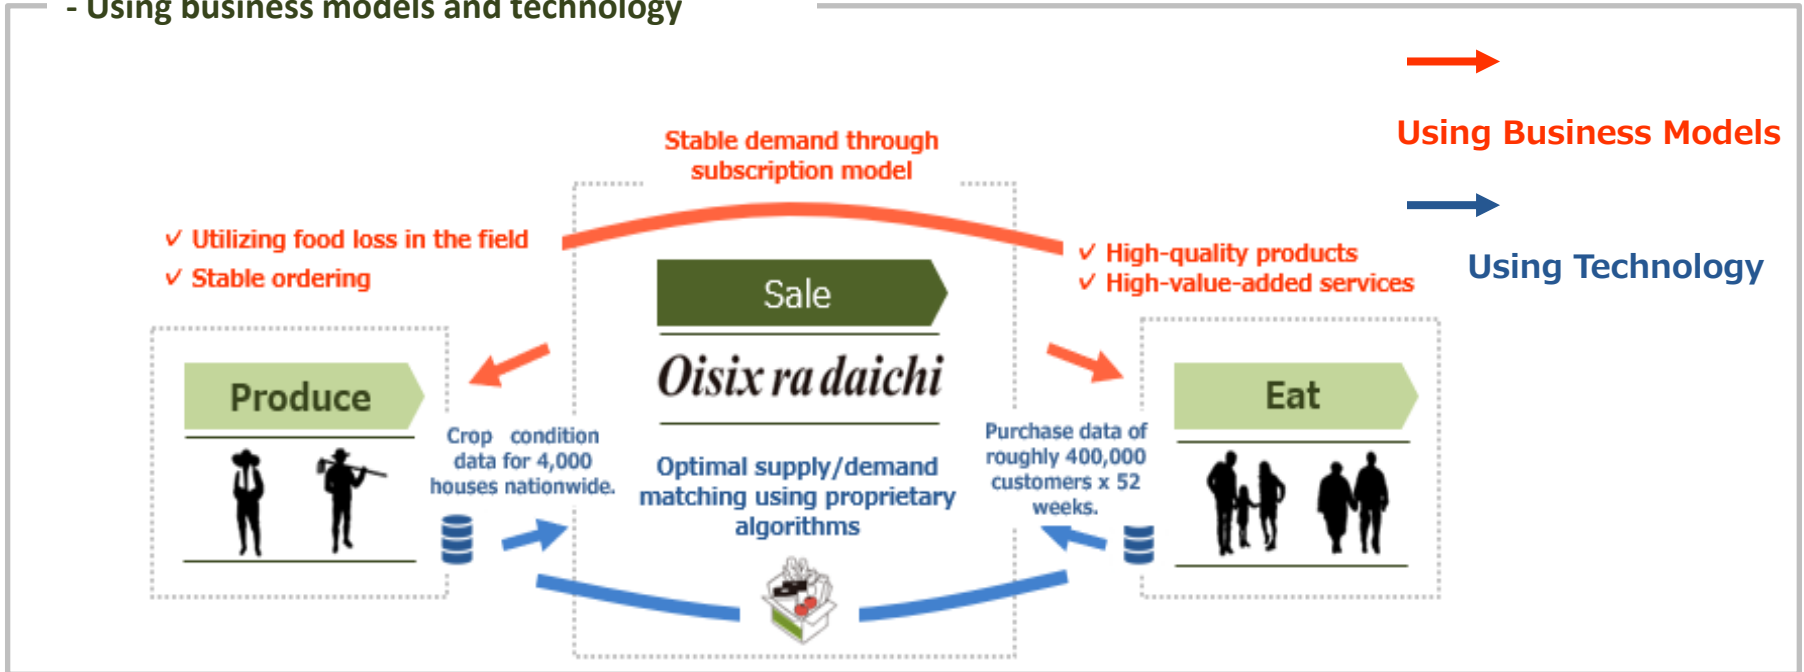 - Using business models and technology
Using Business Models
Using Technology
Stable demand through
subscription model
✓ Utilizing food loss in the field
✓ Stable ordering
✓ High-quality products
✓ High-value-added services
Produce
Sale
Oisix ra daichi
Eat
Crop condition
data for 4,000
houses nationwide.
Optimal supply/demand
matching using proprietary
algorithms
Purchase data of
roughly 400,000
customers x 52
weeks.